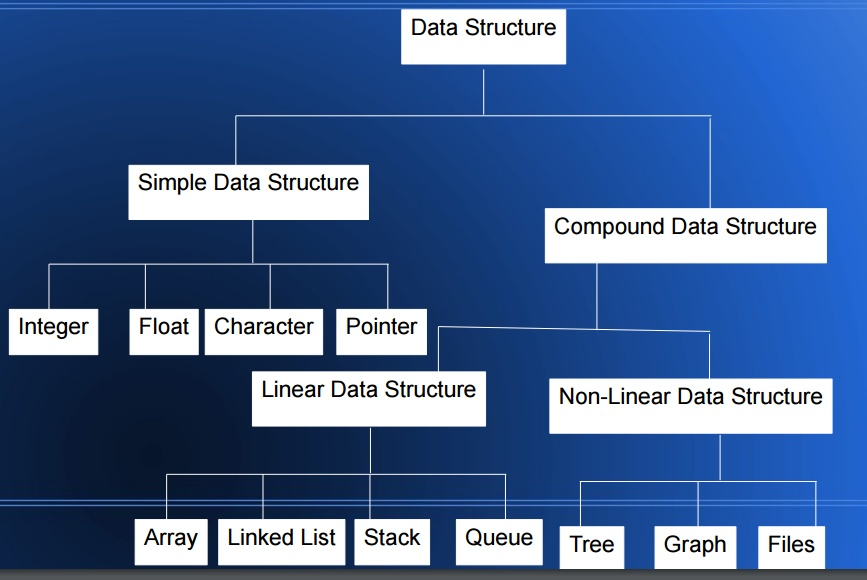 Data Structure
Simple Data Structure
Compound Data Structure
Integer
Float
Character
Pointer
Linear Data Structure
Non-Linear Data Structure
Array
Linked List
Stack
Queue
Tree
Graph
Files